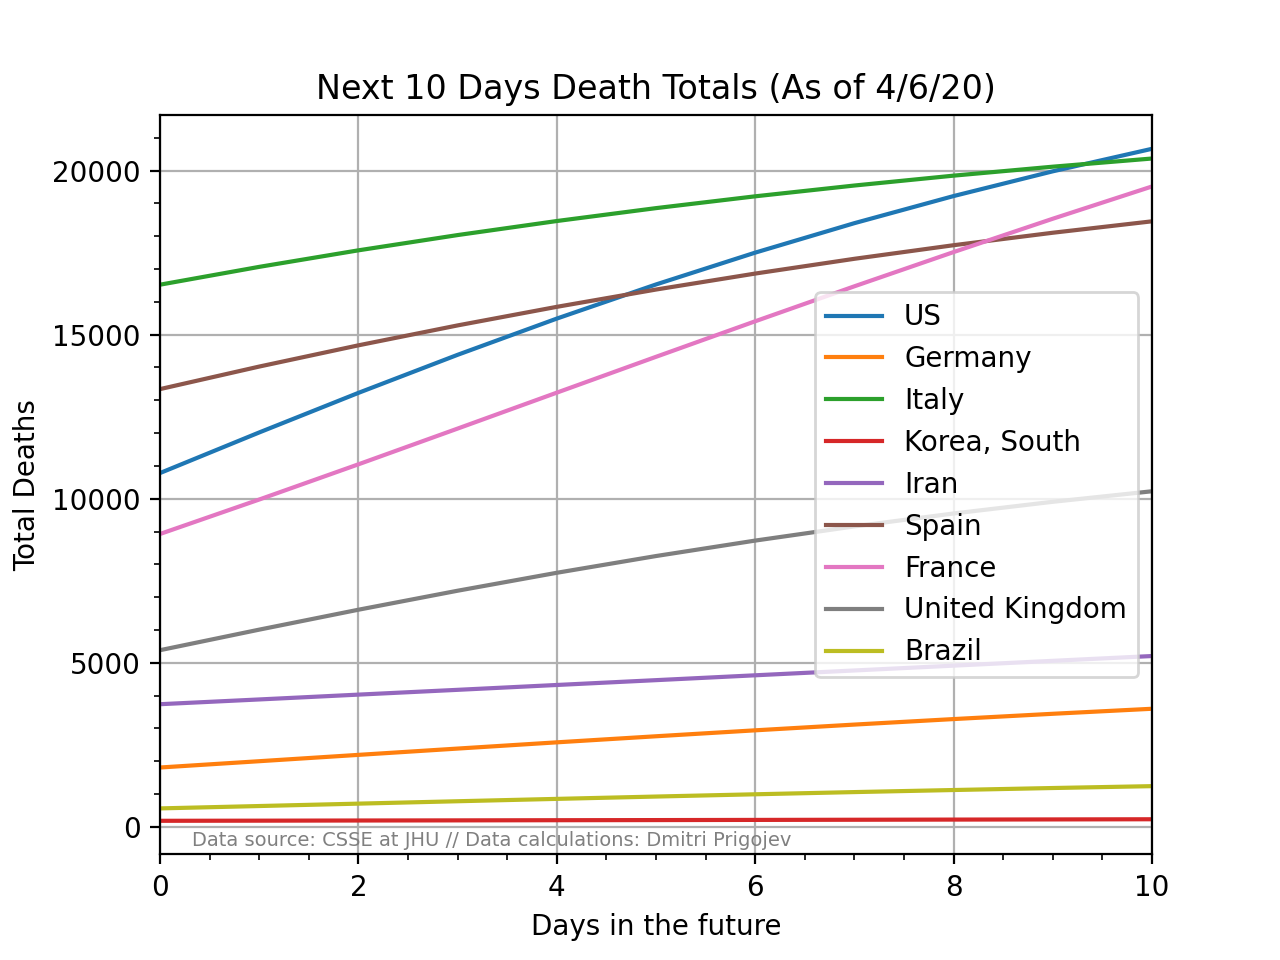 Next 10 Days Death Totals (As of 4/6/20)
20000
15000
10000
5000
0
Total Deaths
US
Germany
Italy
Korea, South
Iran
Spain
France
United Kingdom
Brazil
Data source: CSSE at JHU // Data calculations: Dmitri Prigojev
0 2 4 6 8 10
Days in the future